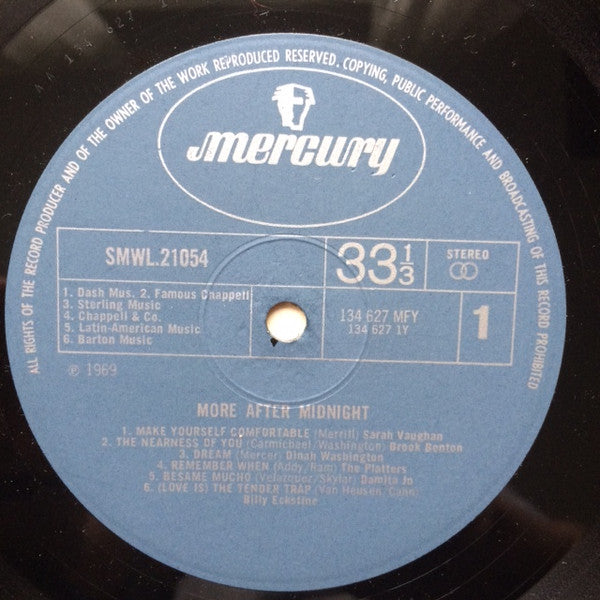 ALL RIGHTS OF THE RECORD PRODUCER AND OF THE OWNER OF THE WORK REPRODUCED RESERVED. COPYING, PUBLIC PERFORMANCE AND BROADCASTING OF THIS RECORD PROHIBITED
mercury
SMWL.21054
33 1/3
STEREO
1. Dash Mus. 2. Famous Chappell
3. Sterling Music
4. Chappell & Co.
5. Latin-American Music
6. Barton Music
134 627 MFY
134 627 1Y
1
℗ 1969
MORE AFTER MIDNIGHT
1. MAKE YOURSELF COMFORTABLE (Merrill) Sarah Vaughan
2. THE NEARNESS OF YOU (Carmichael/Washington) Brook Benton
3. DREAM (Mercer) Dinah Washington
4. REMEMBER WHEN (Addy/Ram) The Platters
5. BESAME MUCHO (Velazquez/Skylar) Damita Jo
6. (LOVE IS) THE TENDER TRAP (Van Heusen, Cahn)
Billy Eckstine